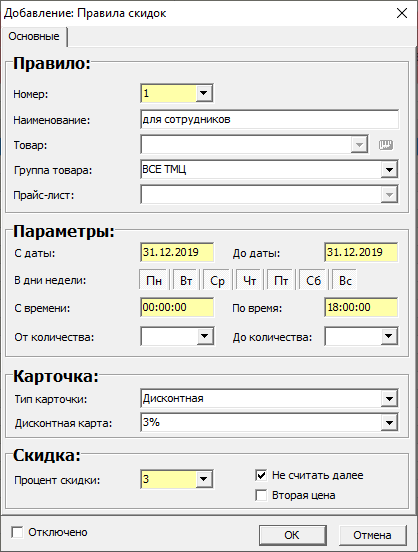 Добавление: Правила скидок
Основные
Правило:
Номер: 1
Наименование: для сотрудников
Товар:
Группа товара: ВСЕ ТМЦ
Прайс-лист:
Параметры:
С даты: 31.12.2019 До даты: 31.12.2019
В дни недели: Пн Вт Ср Чт Пт Сб Вс
С времени: 00:00:00 По время: 18:00:00
От количества: До количества:
Карточка:
Тип карточки: Дисконтная
Дисконтная карта: 3%
Скидка:
Процент скидки: 3 Не считать далее
Вторая цена
Отключено ОК Отмена